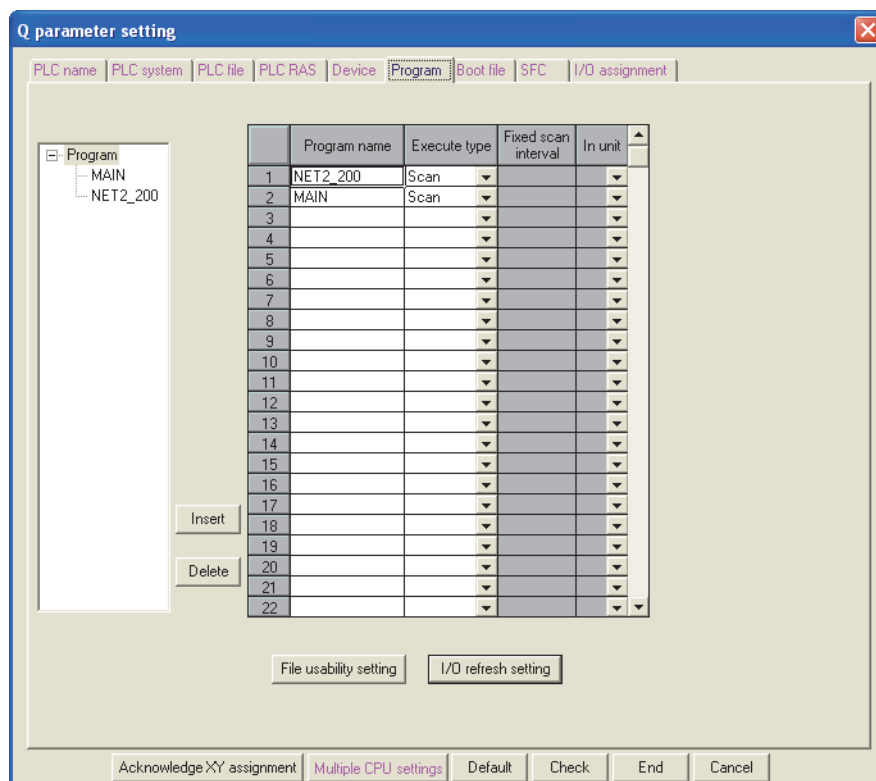 Q parameter setting
PLC name PLC system PLC file PLC RAS Device Program Boot file SFC I/O assignment
Program
MAIN
NET2_200
Program name Execute type Fixed scan interval In unit
1 NET2_200 Scan
2 MAIN Scan
3
4
5
6
7
8
9
10
11
12
13
14
15
16
17
18
19
20
21
22
Insert
Delete
File usability setting I/O refresh setting
Acknowledge XY assignment Multiple CPU settings Default Check End Cancel